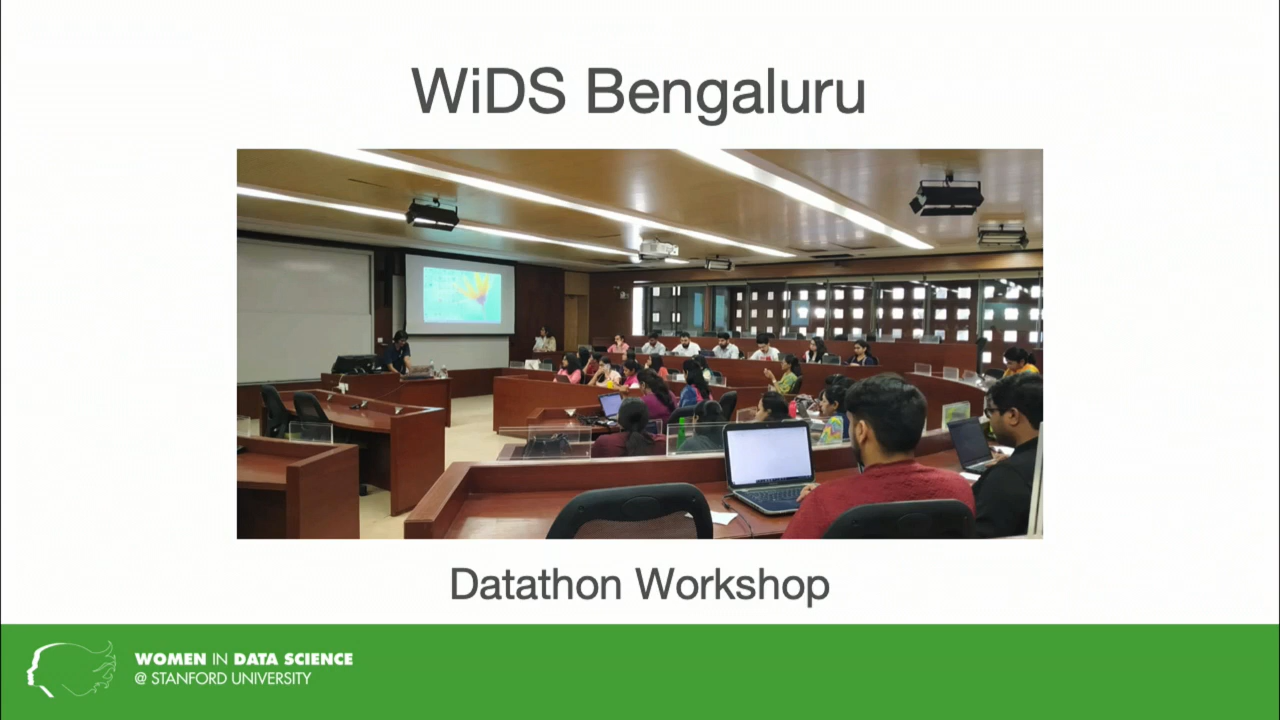 WiDS Bengaluru
Datathon Workshop
WOMEN IN DATA SCIENCE
@ STANFORD UNIVERSITY